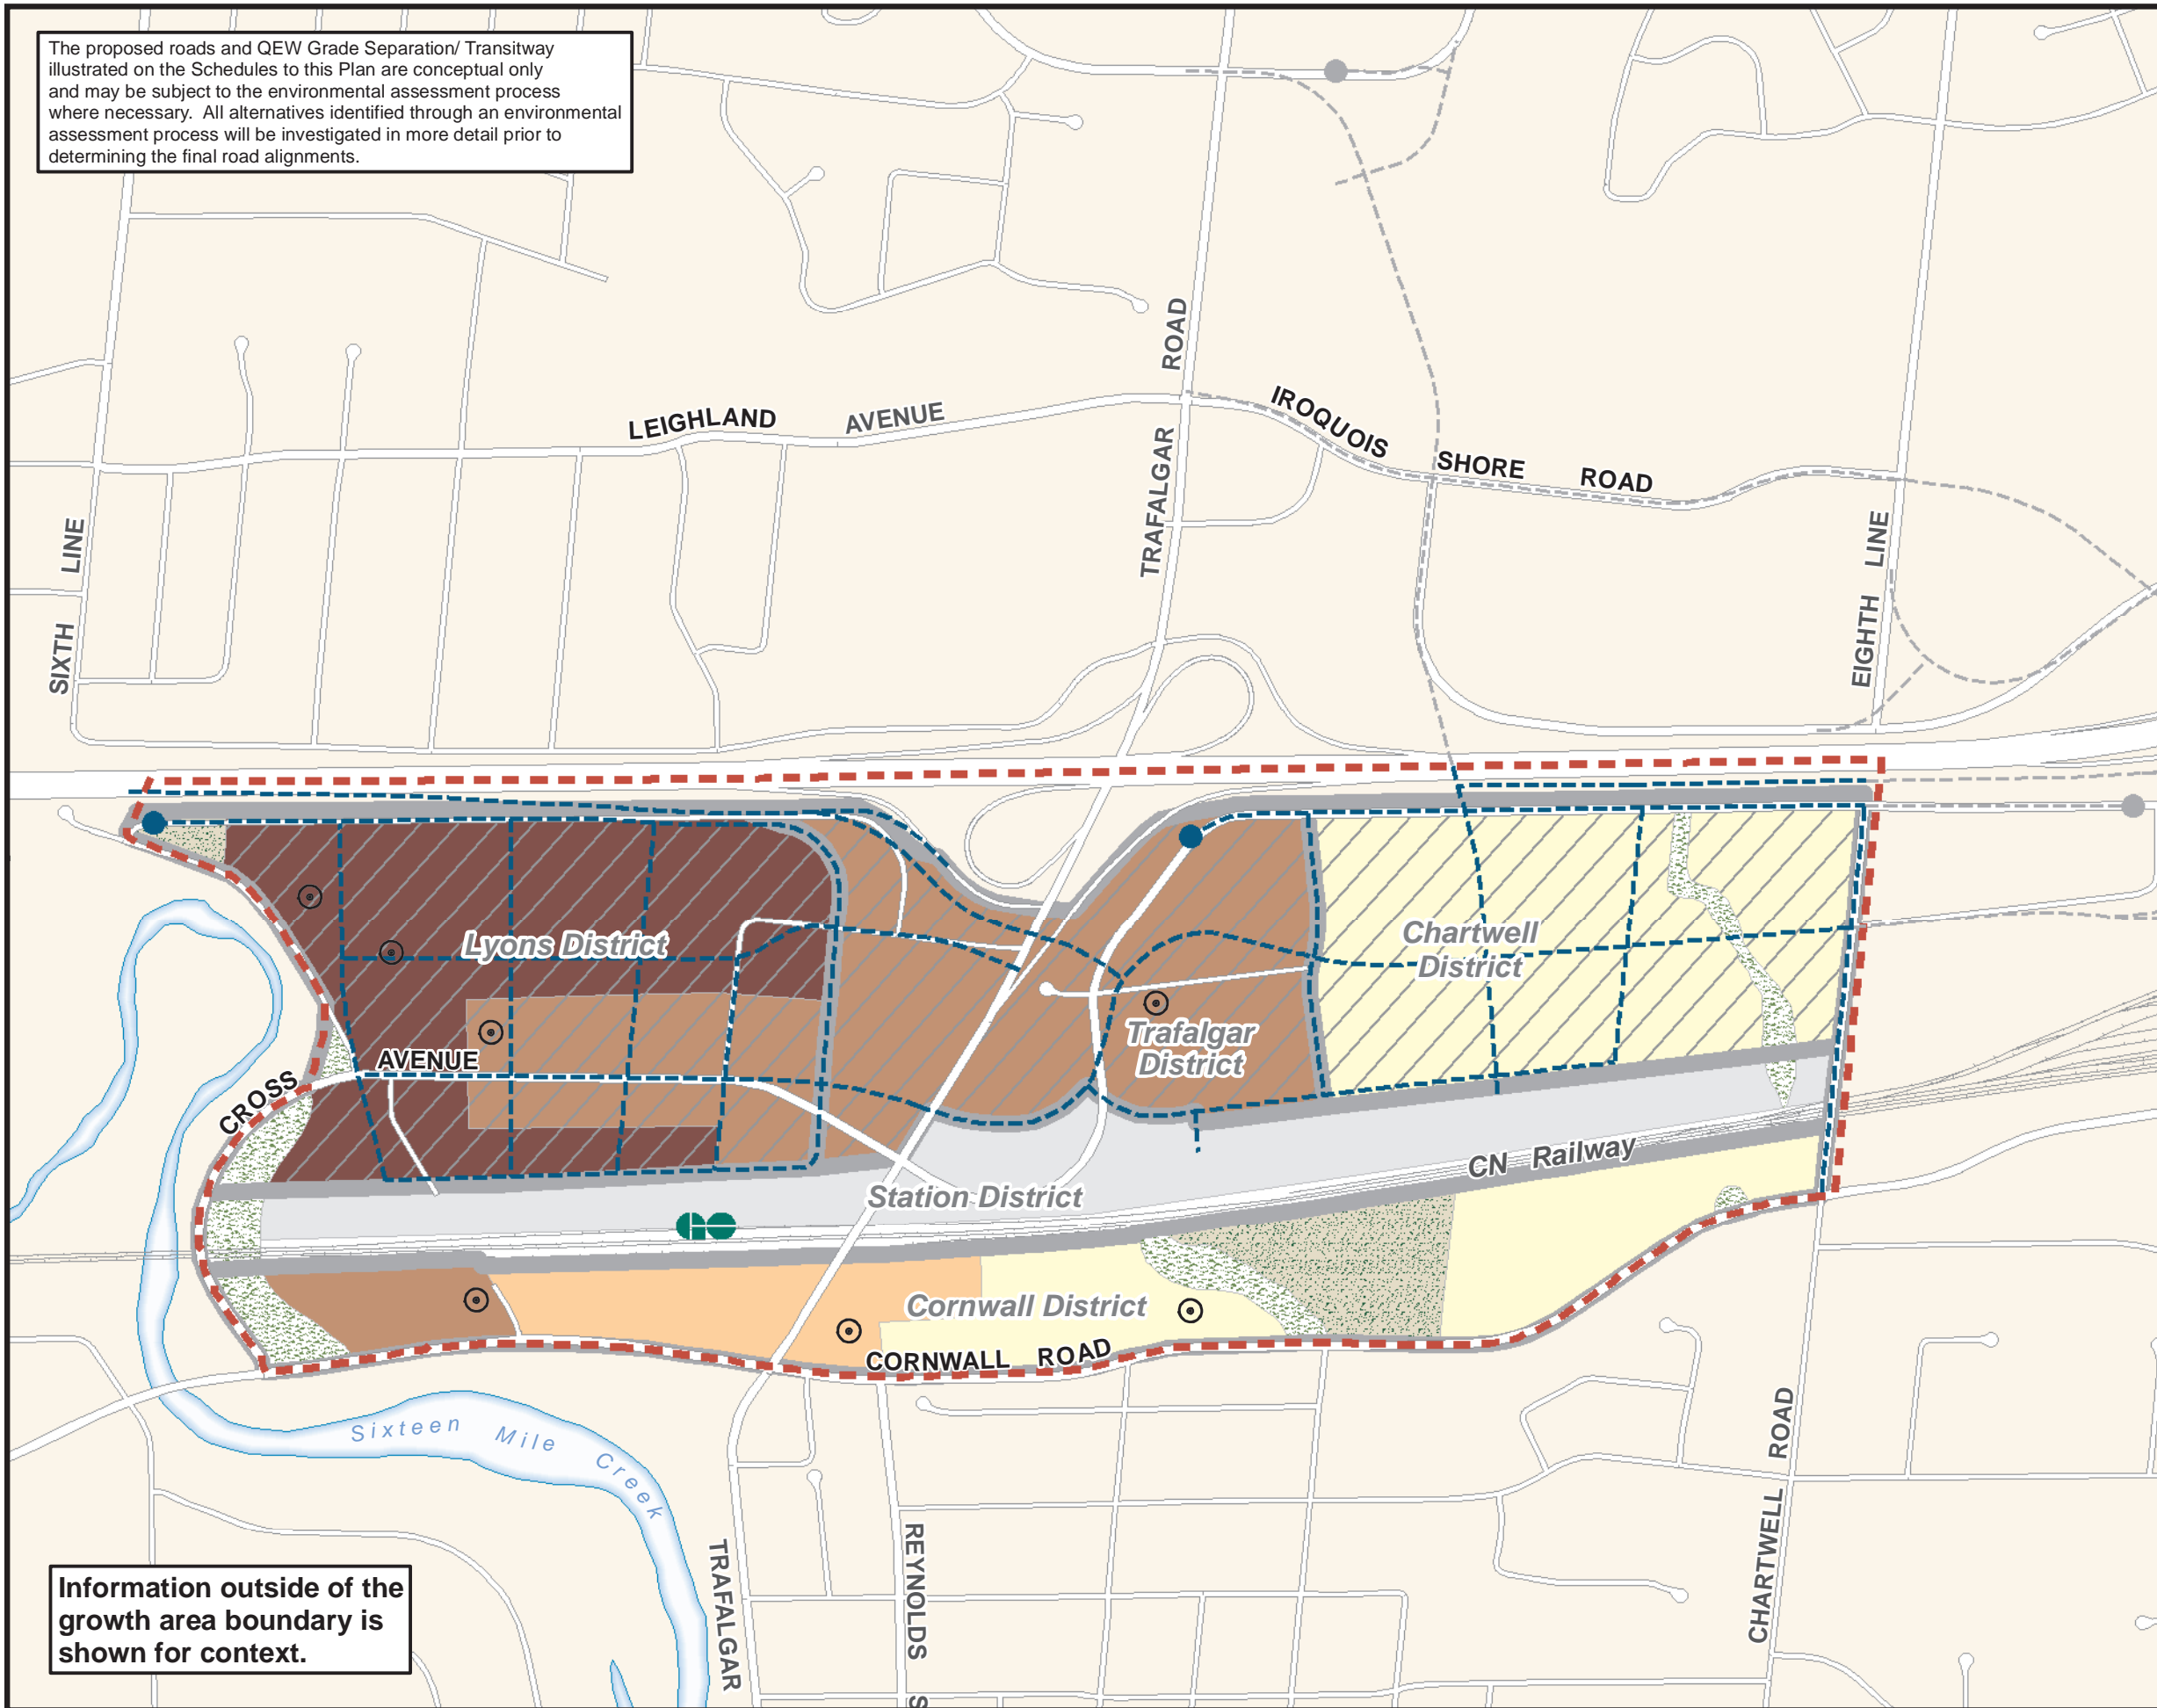 The proposed roads and QEW Grade Separation/ Transitway
illustrated on the Schedules to this Plan are conceptual only
and may be subject to the environmental assessment process
where necessary.  All alternatives identified through an environmental
assessment process will be investigated in more detail prior to
determining the final road alignments.
ROAD
LEIGHLAND AVENUE
IROQUOIS SHORE ROAD
TRAFALGAR
SIXTH LINE
EIGHTH LINE
Lyons District
Chartwell
District
Trafalgar
District
CROSS AVENUE
CN Railway
Station District
Cornwall District
CORNWALL ROAD
Sixteen Mile Creek
CHARTWELL ROAD
TRAFALGAR
REYNOLDS S
Information outside of the
growth area boundary is
shown for context.